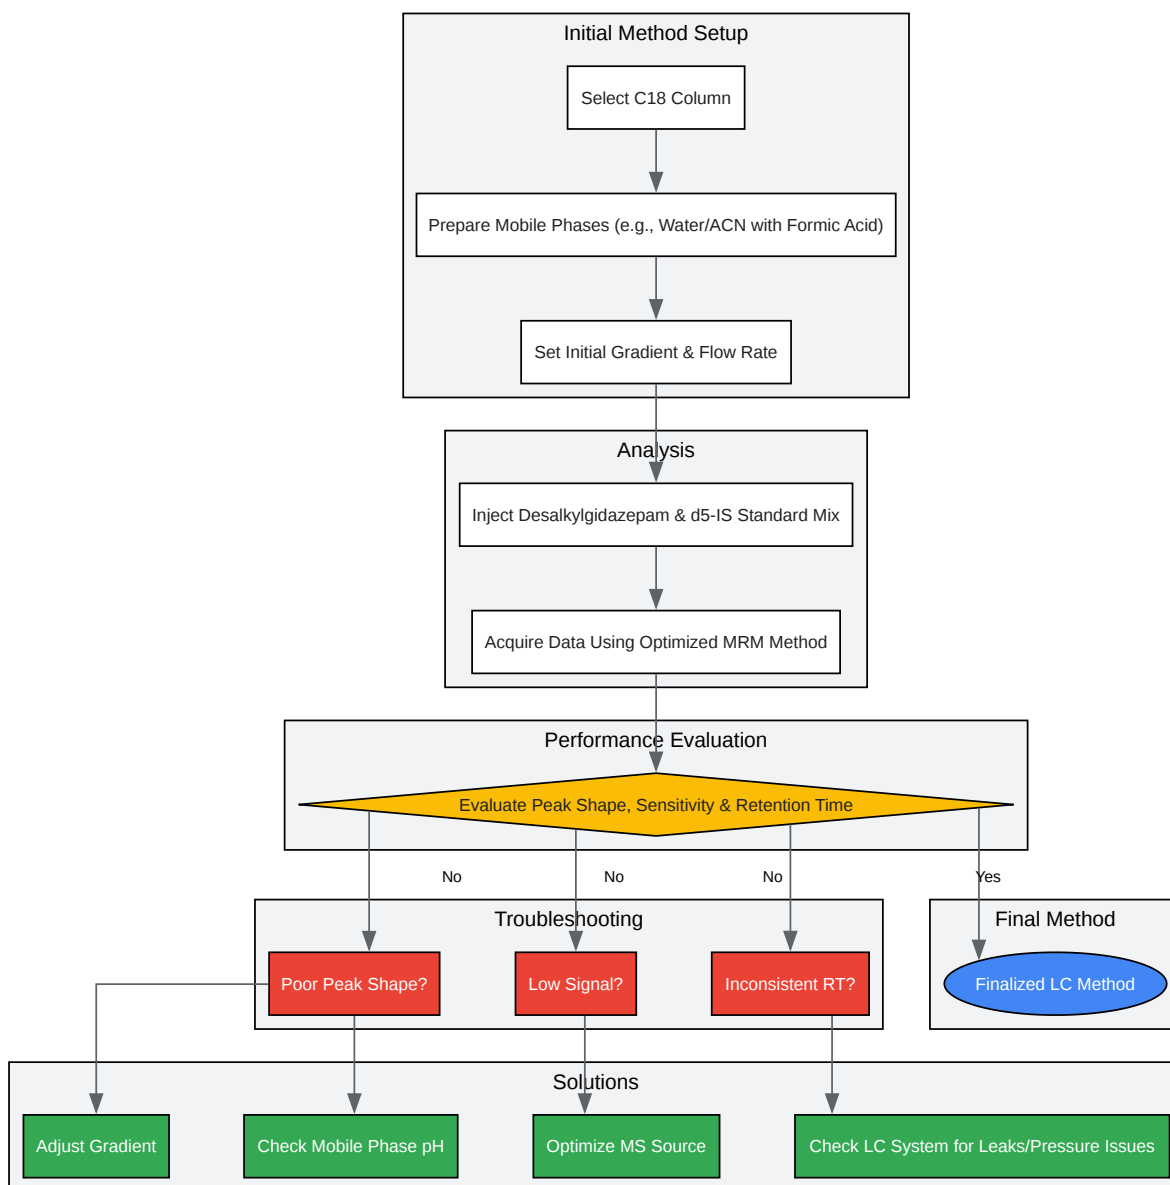 Initial Method Setup
Select C18 Column
Prepare Mobile Phases (e.g., Water/ACN with Formic Acid)
Set Initial Gradient & Flow Rate
Analysis
Inject Desalkylgidazepam & d5-IS Standard Mix
Acquire Data Using Optimized MRM Method
Performance Evaluation
Evaluate Peak Shape, Sensitivity & Retention Time
No
No
No
Yes
Troubleshooting
Final Method
Poor Peak Shape?
Low Signal?
Inconsistent RT?
Finalized LC Method
Solutions
Adjust Gradient
Check Mobile Phase pH
Optimize MS Source
Check LC System for Leaks/Pressure Issues